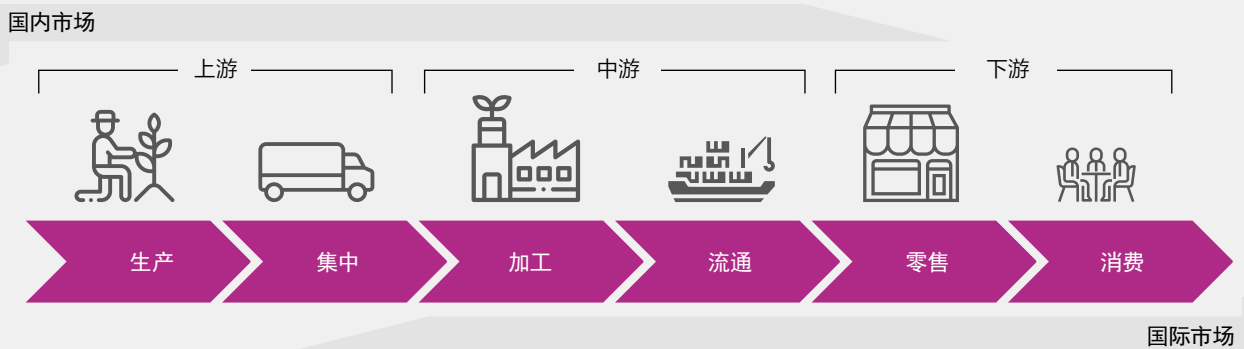 国内市场
上游
中游
下游
生产
集中
加工
流通
零售
消费
国际市场